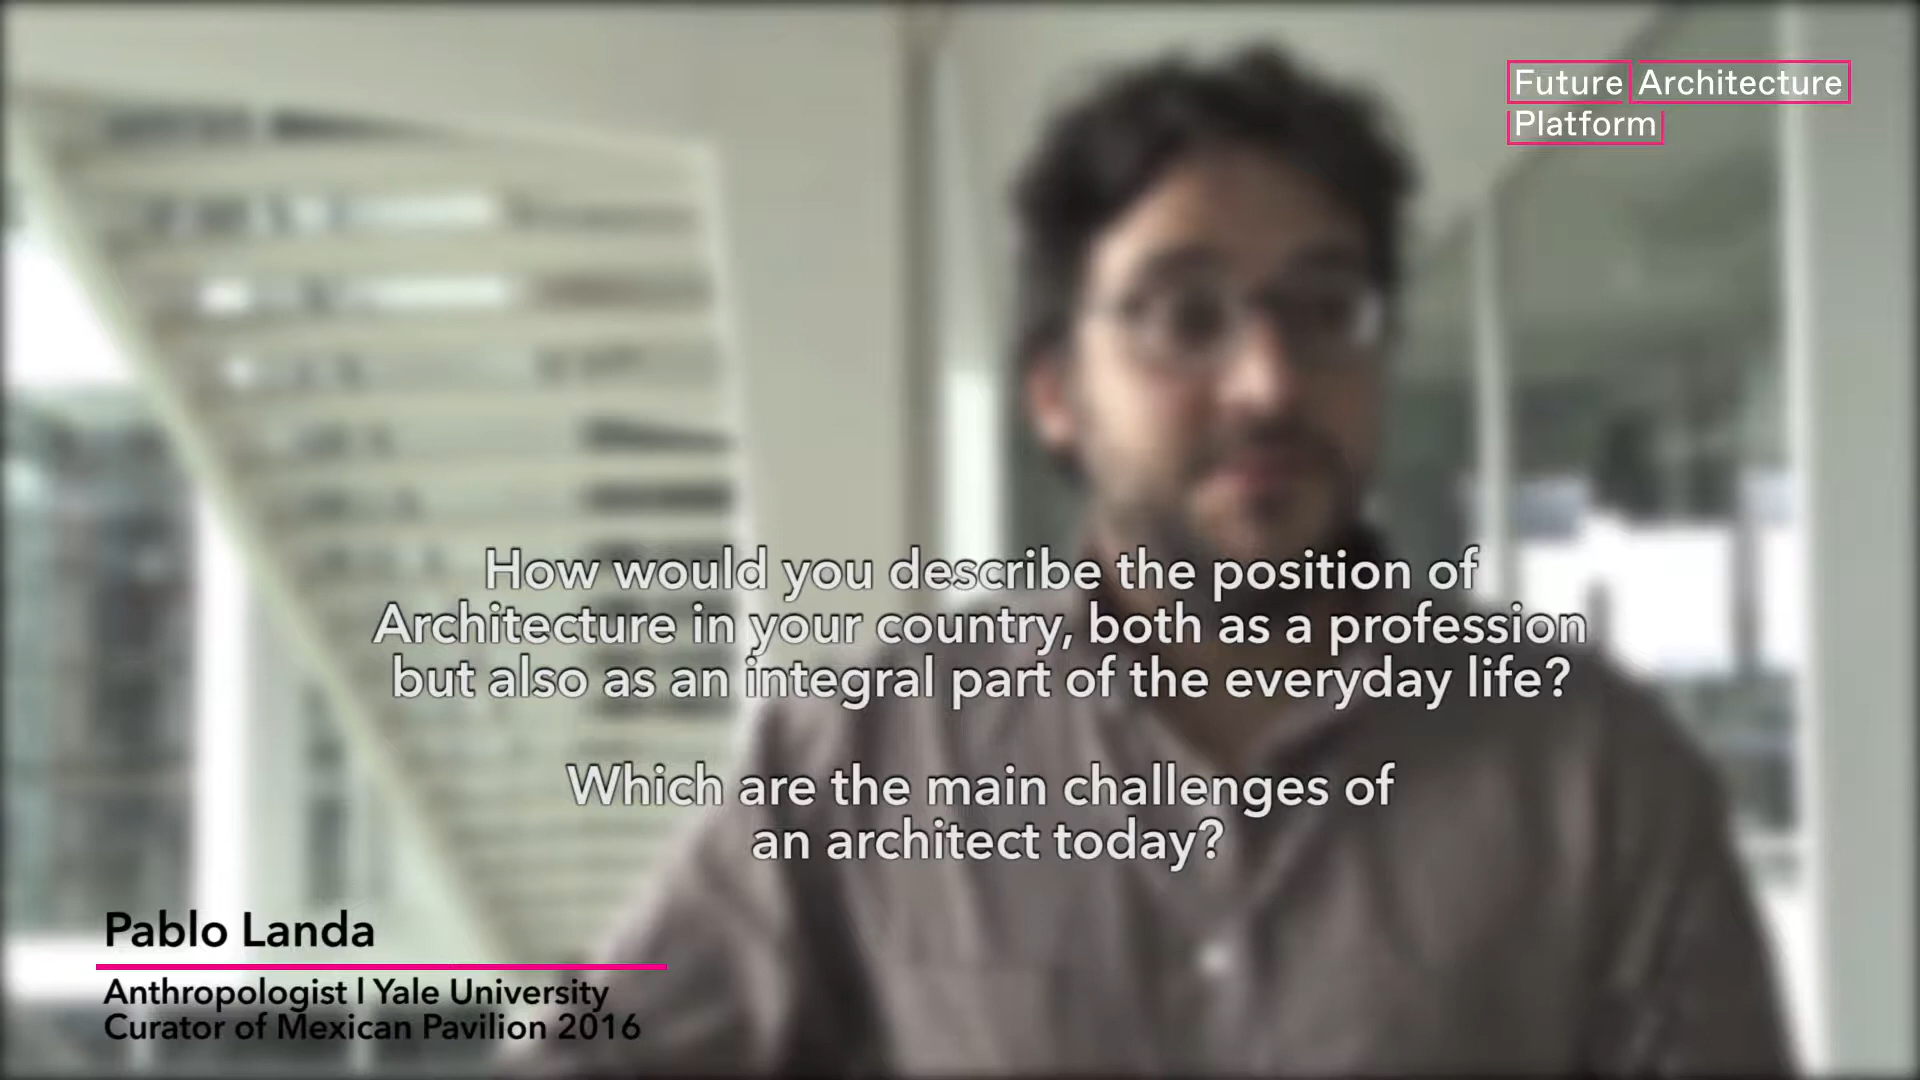 Future Architecture
Platform
How would you describe the position of
Architecture in your country, both as a profession
but also as an integral part of the everyday life?
Which are the main challenges of
an architect today?
Pablo Landa
Anthropologist | Yale University
Curator of Mexican Pavilion 2016